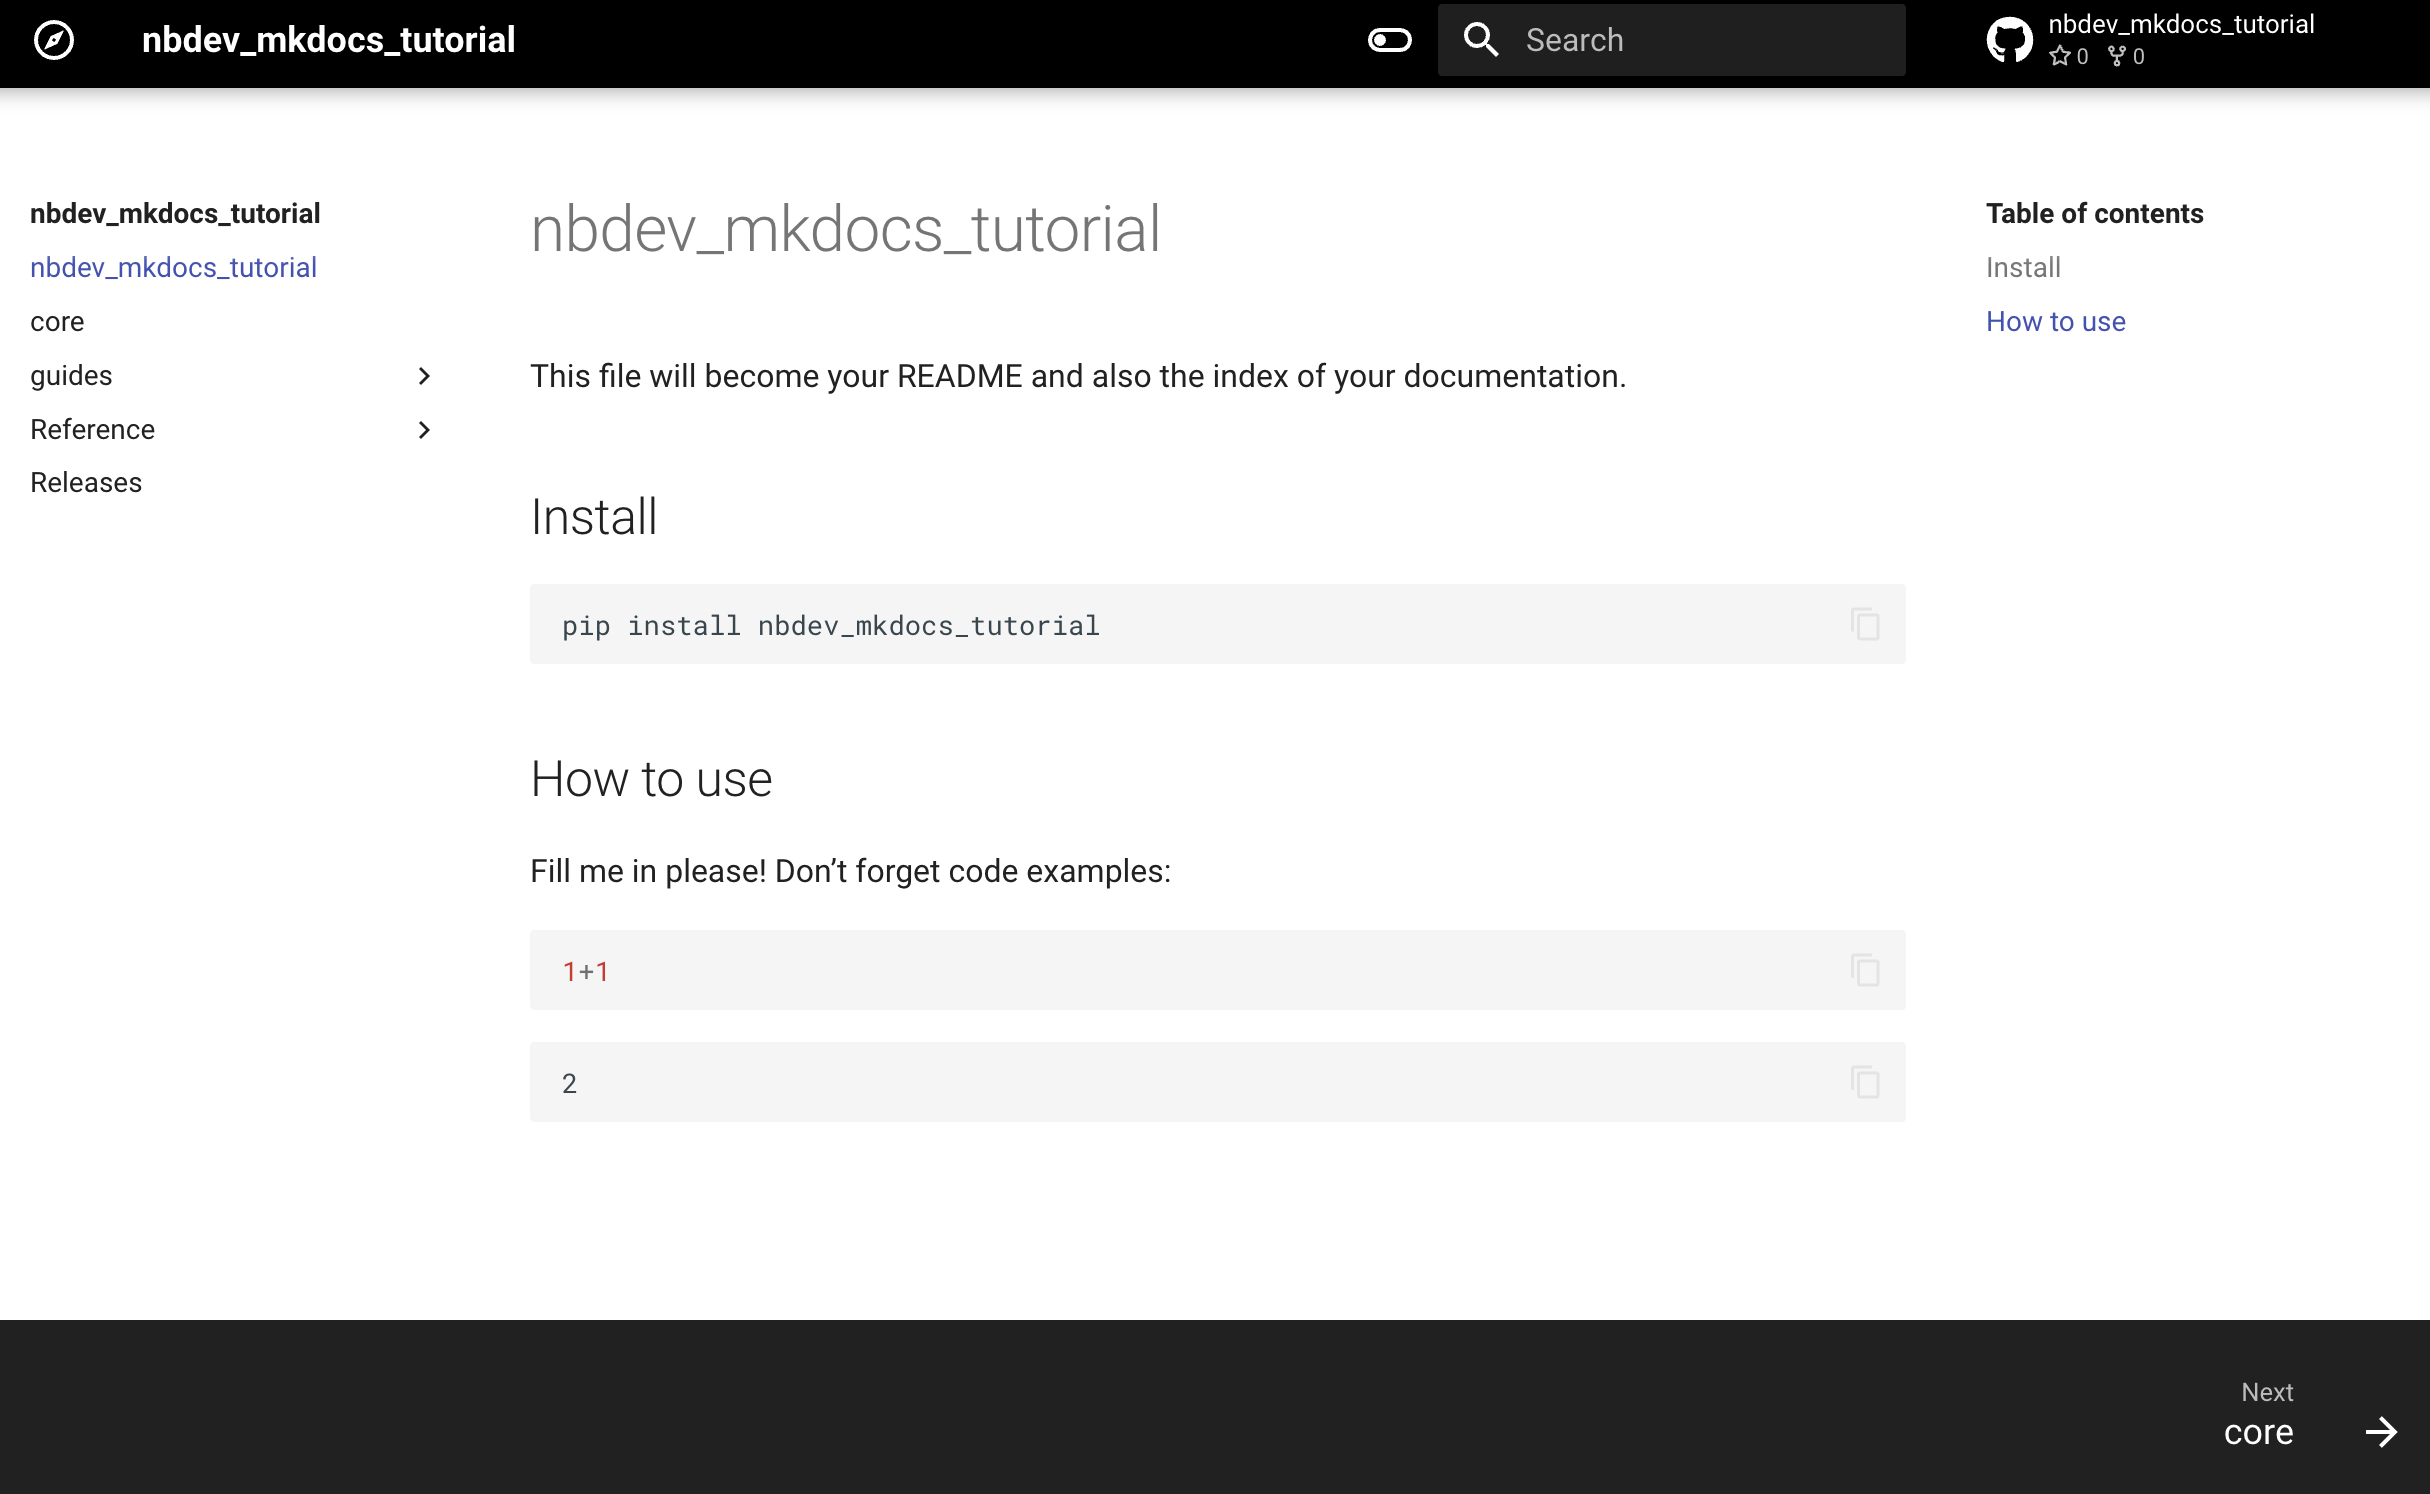 nbdev_mkdocs_tutorial
Search
nbdev_mkdocs_tutorial
0 0
nbdev_mkdocs_tutorial
nbdev_mkdocs_tutorial
core
guides
Reference
Releases
nbdev_mkdocs_tutorial
This file will become your README and also the index of your documentation.
Install
pip install nbdev_mkdocs_tutorial
How to use
Fill me in please! Don’t forget code examples:
1+1
2
Table of contents
Install
How to use
Next
core